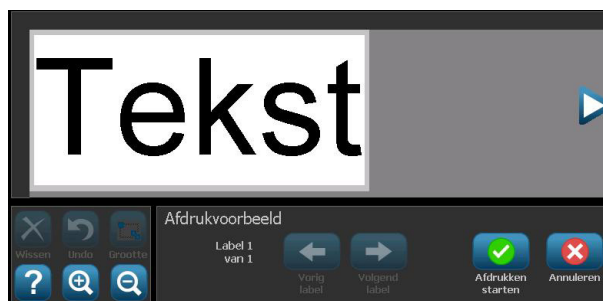 Tekst
Wissen
Undo
Grootte
?
Afdrukvoorbeeld
Label 1
van 1
Vorig
label
Volgend
label
Afdrukken
starten
Annuleren